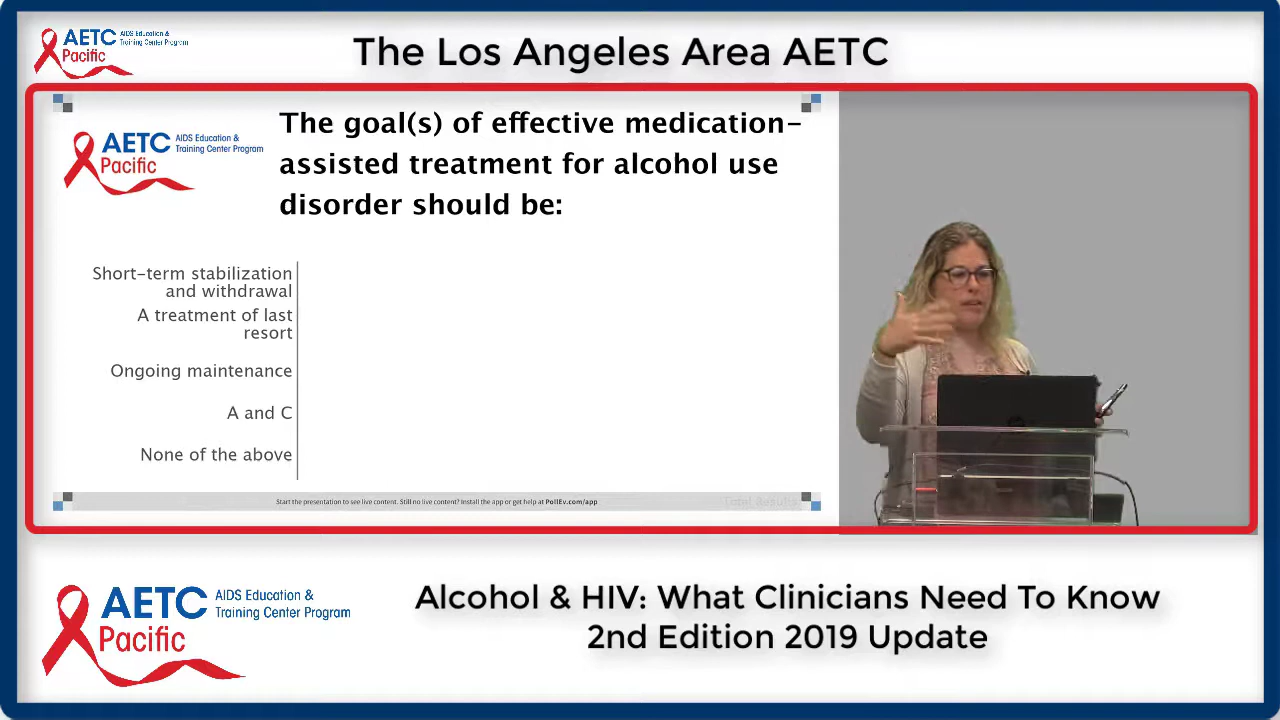 AETC AIDS Education &
Training Center Program
Pacific
The Los Angeles Area AETC
AETC AIDS Education &
Training Center Program
Pacific
The goal(s) of effective medication-
assisted treatment for alcohol use
disorder should be:
Short-term stabilization
and withdrawal
A treatment of last
resort
Ongoing maintenance
A and C
None of the above
Start the presentation to see live content. Still no live content? Install the app or get help at PollEv.com/app
Total Results
AETC AIDS Education &
Training Center Program
Pacific
Alcohol & HIV: What Clinicians Need To Know
2nd Edition 2019 Update